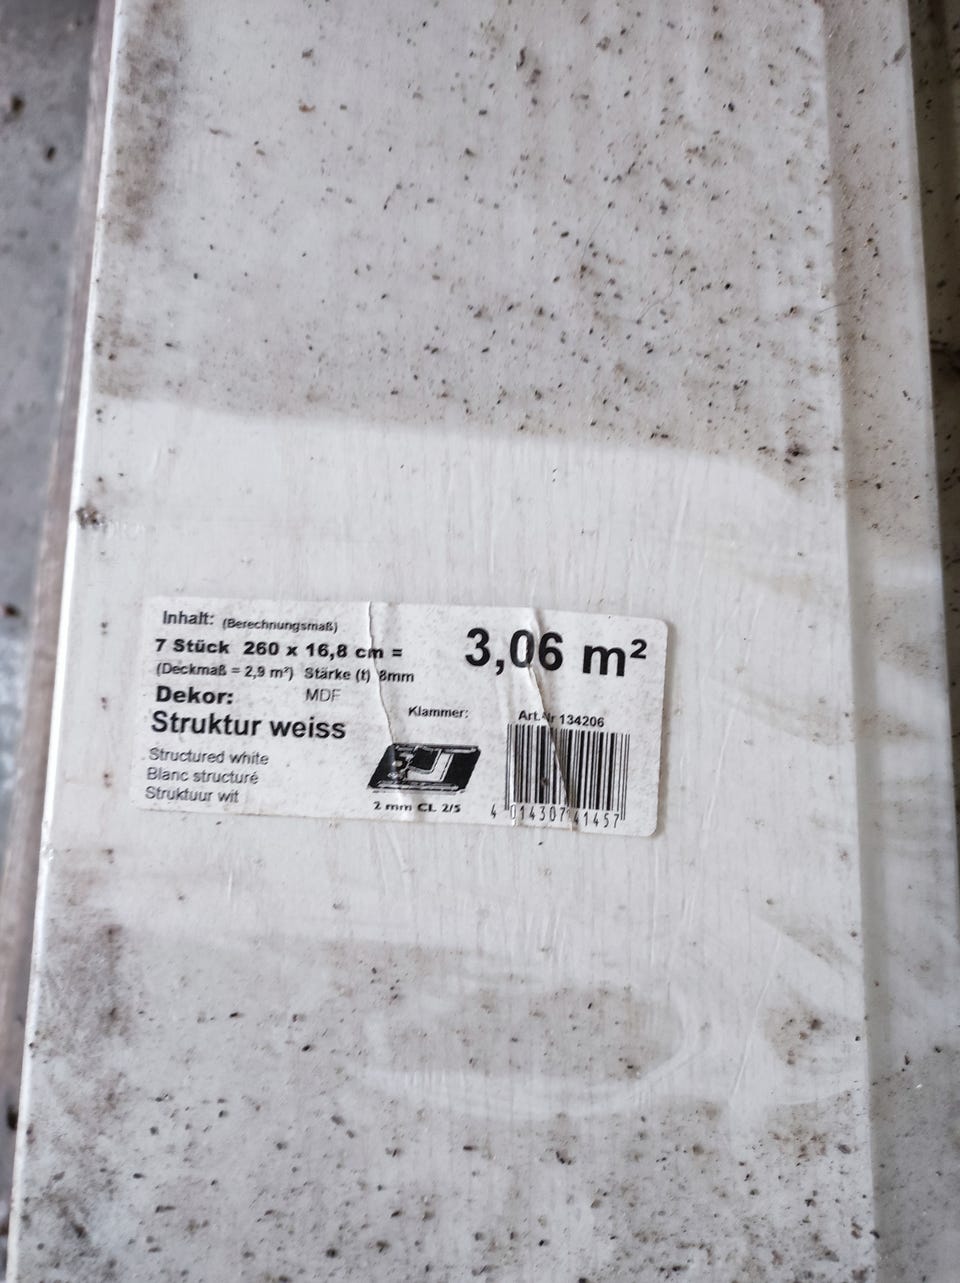 Inhalt: (Berechnungsmaß)
7 Stück 260 x 16,8 cm = 3,06 m²
(Deckmaß = 2,9 m²) Stärke (t) 8mm
Dekor: MDF
Struktur weiss
Structured white
Blanc structuré
Struktuur wit
Klammer:
2 mm CL 2/5
Art.Nr 134206
4 014307 41457